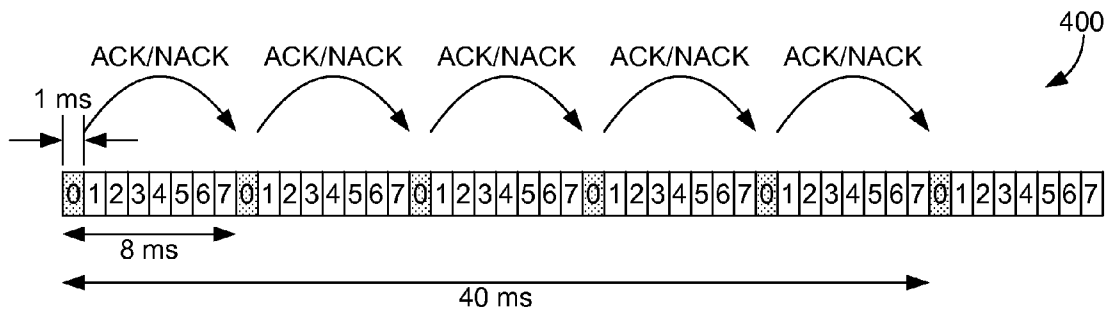 400
ACK/NACK ACK/NACK ACK/NACK ACK/NACK ACK/NACK
1 ms
0 1 2 3 4 5 6 7 0 1 2 3 4 5 6 7 0 1 2 3 4 5 6 7 0 1 2 3 4 5 6 7 0 1 2 3 4 5 6 7 0 1 2 3 4 5 6 7
8 ms
40 ms